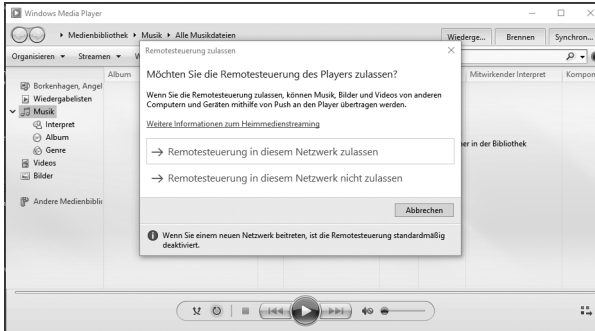 Windows Media Player
Medienbibliothek ▸ Musik ▸ Alle Musikdateien
Wiederge... Brennen Synchron...
Organisieren Streamen
Album Mitwirkender Interpret Kompon
Borkenhagen, Angel
Wiedergabelisten
Musik
Interpret
Album
Genre
Videos
Bilder
Andere Medienbiblio
Remotesteuerung zulassen
Möchten Sie die Remotesteuerung des Players zulassen?
Wenn Sie die Remotesteuerung zulassen, können Musik, Bilder und Videos von anderen
Computern und Geräten mithilfe von Push an den Player übertragen werden.
Weitere Informationen zum Heimmedienstreaming
Remotesteuerung in diesem Netzwerk zulassen
Remotesteuerung in diesem Netzwerk nicht zulassen
Abbrechen
Wenn Sie einem neuen Netzwerk beitreten, ist die Remotesteuerung standardmäßig
deaktiviert.
in der Bibliothek